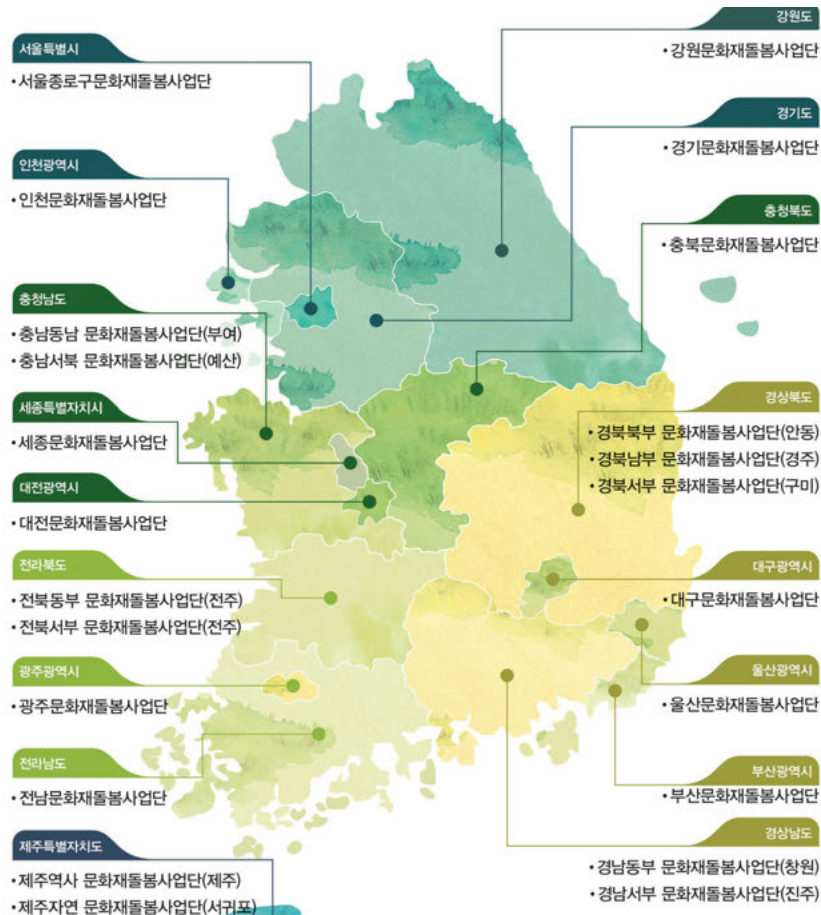 서울특별시
• 서울종로구문화재돌봄사업단
인천광역시
• 인천문화재돌봄사업단
충청남도
• 충남동남 문화재돌봄사업단(부여)
• 충남서북 문화재돌봄사업단(예산)
세종특별자치시
• 세종문화재돌봄사업단
대전광역시
• 대전문화재돌봄사업단
전라북도
• 전북동부 문화재돌봄사업단(전주)
• 전북서부 문화재돌봄사업단(전주)
광주광역시
• 광주문화재돌봄사업단
전라남도
• 전남문화재돌봄사업단
제주특별자치도
• 제주역사 문화재돌봄사업단(제주)
• 제주자연 문화재돌봄사업단(서귀포)
강원도
• 강원문화재돌봄사업단
경기도
• 경기문화재돌봄사업단
충청북도
• 충북문화재돌봄사업단
경상북도
• 경북북부 문화재돌봄사업단(안동)
• 경북남부 문화재돌봄사업단(경주)
• 경북서부 문화재돌봄사업단(구미)
대구광역시
• 대구문화재돌봄사업단
울산광역시
• 울산문화재돌봄사업단
부산광역시
• 부산문화재돌봄사업단
경상남도
• 경남동부 문화재돌봄사업단(창원)
• 경남서부 문화재돌봄사업단(진주)